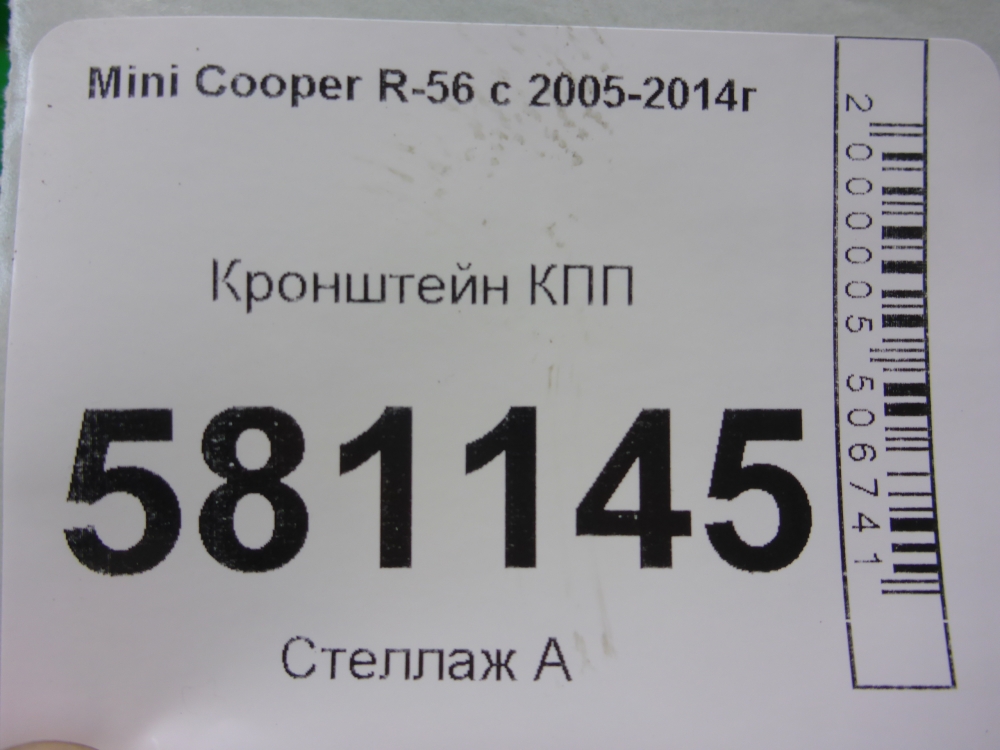 Mini Cooper R-56 с 2005-2014г
Кронштейн КПП
581145
Стеллаж А
2000005506741